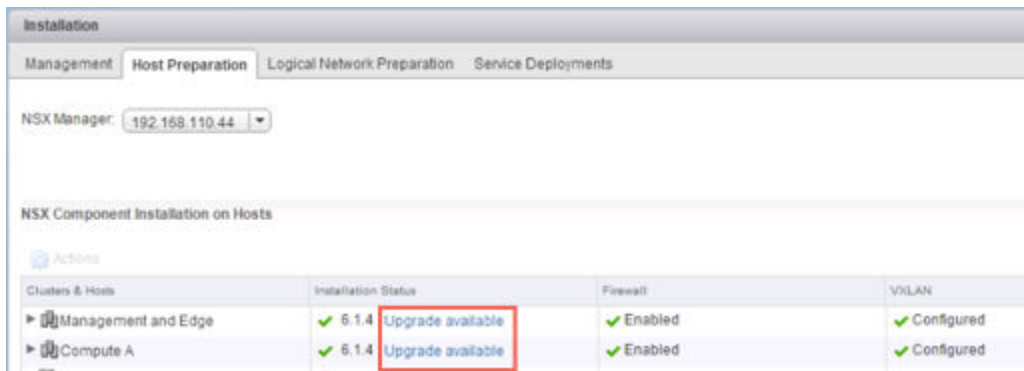 Installation
Management Host Preparation Logical Network Preparation Service Deployments
NSX Manager: 192.168.110.44
NSX Component Installation on Hosts
Actions
Clusters & Hosts Installation Status Firewall VXLAN
Management and Edge 6.1.4 Upgrade available Enabled Configured
Compute A 6.1.4 Upgrade available Enabled Configured